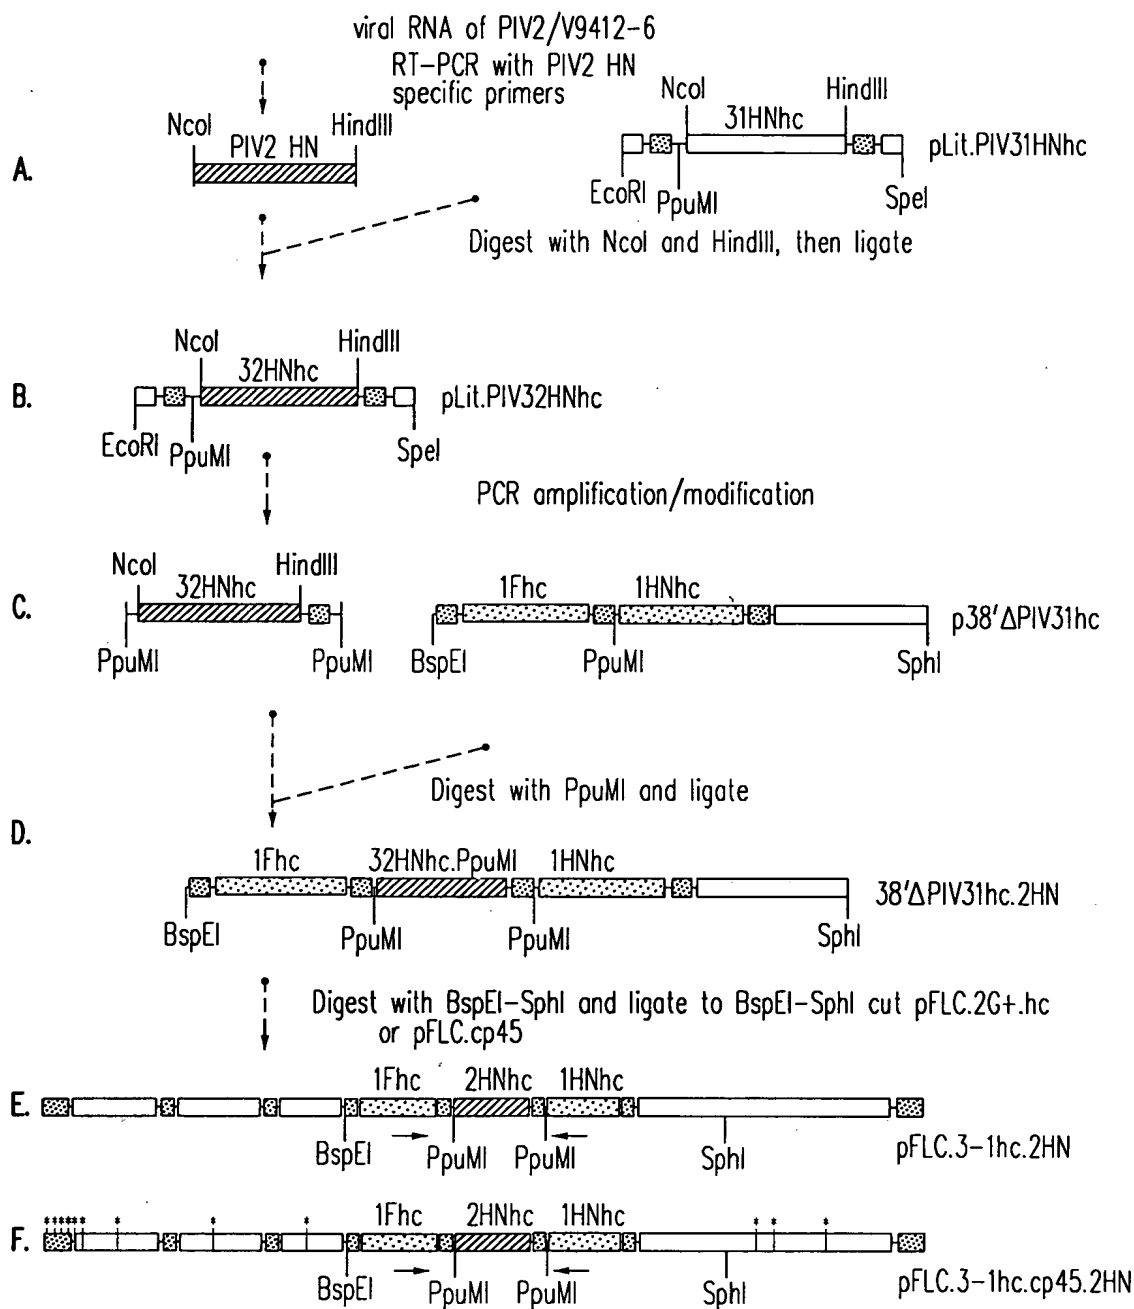 viral RNA of PIV2/V9412-6
RT-PCR with PIV2 HN
specific primers
NcoI HindIII
PIV2 HN
NcoI HindIII
31HNhc
A.
pLit.PIV31HNhc
EcoRI PpuMI SpeI
Digest with NcoI and HindIII, then ligate
NcoI HindIII
32HNhc
B.
pLit.PIV32HNhc
EcoRI PpuMI SpeI
PCR amplification/modification
NcoI HindIII
32HNhc
1Fhc 1HNhc
C.
p38'ΔPIV31hc
PpuMI PpuMI BspEI PpuMI SphI
Digest with PpuMI and ligate
D.
1Fhc 32HNhc.PpuMI 1HNhc
38'ΔPIV31hc.2HN
BspEI PpuMI PpuMI SphI
Digest with BspEI-SphI and ligate to BspEI-SphI cut pFLC.2G+.hc
or pFLC.cp45
1Fhc 2HNhc 1HNhc
E.
BspEI PpuMI PpuMI SphI
pFLC.3-1hc.2HN
****** * * * * * *
1Fhc 2HNhc 1HNhc
F.
BspEI PpuMI PpuMI SphI
pFLC.3-1hc.cp45.2HN